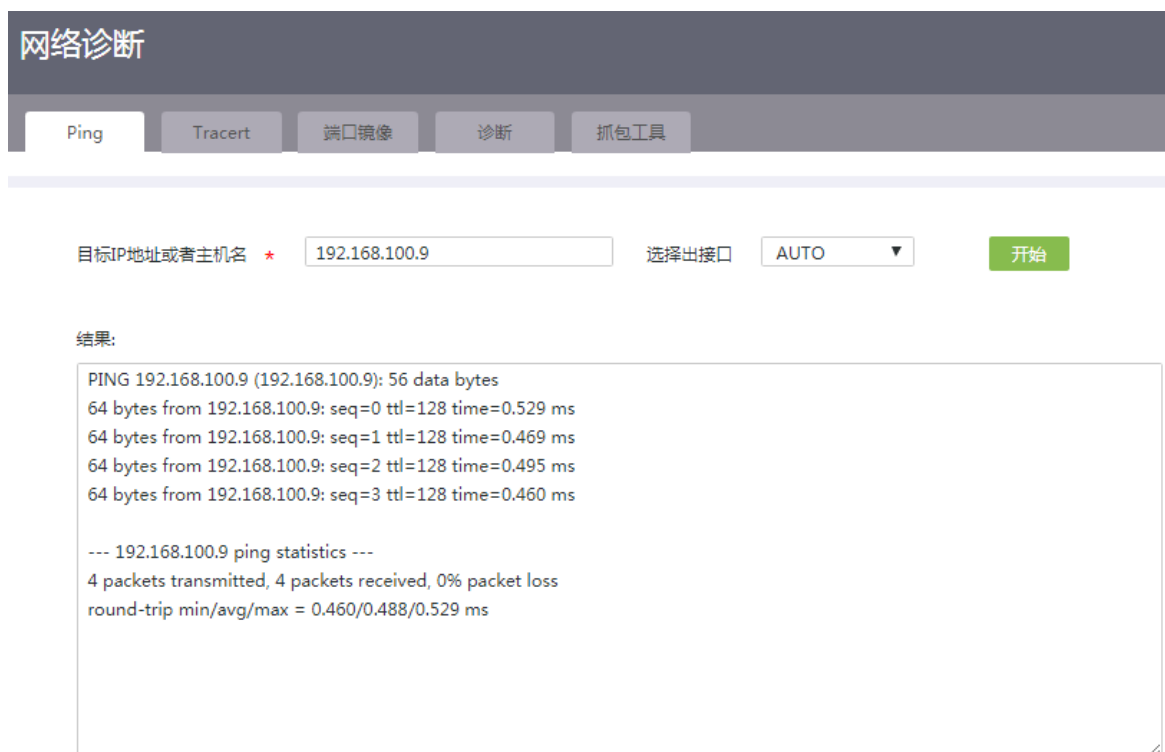 网络诊断
Ping Tracert 端口镜像 诊断 抓包工具
目标IP地址或者主机名 * 192.168.100.9 选择出接口 AUTO 开始
结果:
PING 192.168.100.9 (192.168.100.9): 56 data bytes
64 bytes from 192.168.100.9: seq=0 ttl=128 time=0.529 ms
64 bytes from 192.168.100.9: seq=1 ttl=128 time=0.469 ms
64 bytes from 192.168.100.9: seq=2 ttl=128 time=0.495 ms
64 bytes from 192.168.100.9: seq=3 ttl=128 time=0.460 ms
--- 192.168.100.9 ping statistics ---
4 packets transmitted, 4 packets received, 0% packet loss
round-trip min/avg/max = 0.460/0.488/0.529 ms